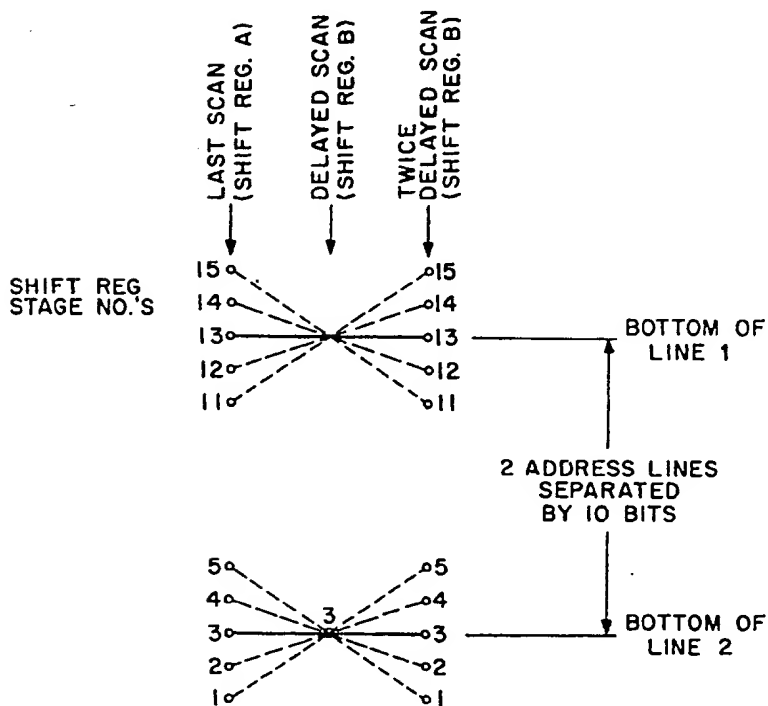 LAST SCAN
(SHIFT REG. A)
DELAYED SCAN
(SHIFT REG. B)
TWICE
DELAYED SCAN
(SHIFT REG. B)
SHIFT REG
STAGE NO.'S
15
14
13
12
11
15
14
13
12
11
BOTTOM OF
LINE 1
2 ADDRESS LINES
SEPARATED
BY 10 BITS
5
4
3
2
1
3
5
4
3
2
1
BOTTOM OF
LINE 2